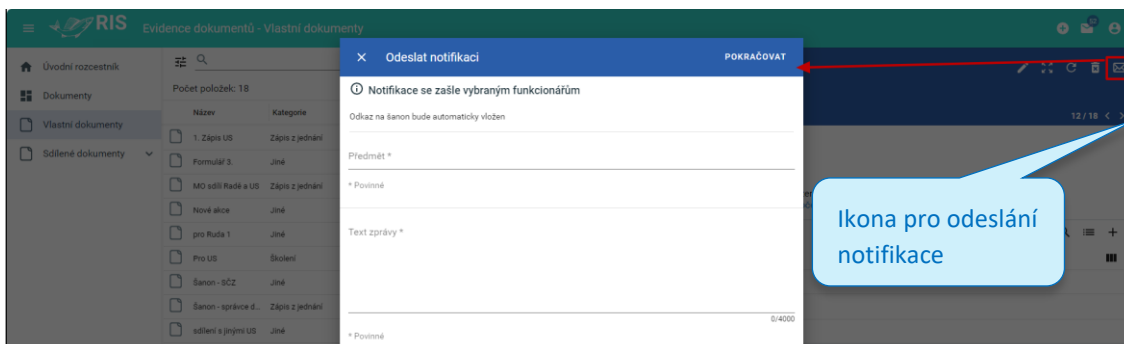 RIS Evidence dokumentů - Vlastní dokumenty
Úvodní rozcestník
Dokumenty
Vlastní dokumenty
Sdílené dokumenty
Počet položek: 18
Název Kategorie
1. Zápis US Zápis z jednání
Formulář 3. Jiné
MO sdílí Radě a US Zápis z jednání
Nové akce Jiné
pro Ruda 1 Jiné
Pro US Školení
Šanon - SČZ Jiné
Šanon - správce d... Zápis z jednání
sdílení s jinými US Jiné
Odeslat notifikaci POKRAČOVAT
Notifikace se zašle vybraným funkcionářům
Odkaz na šanon bude automaticky vložen
Předmět *
* Povinné
Text zprávy *
0/4000
* Povinné
12/18
Ikona pro odeslání
notifikace